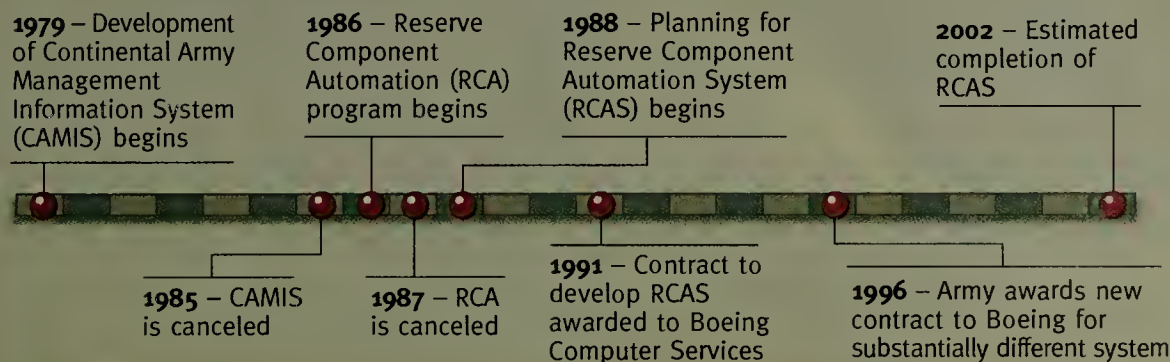 1979 – Development
of Continental Army
Management
Information System
(CAMIS) begins
1986 – Reserve
Component
Automation (RCA)
program begins
1988 – Planning for
Reserve Component
Automation System
(RCAS) begins
2002 – Estimated
completion of
RCAS
1985 – CAMIS
is canceled
1987 – RCA
is canceled
1991 – Contract to
develop RCAS
awarded to Boeing
Computer Services
1996 – Army awards new
contract to Boeing for
substantially different system